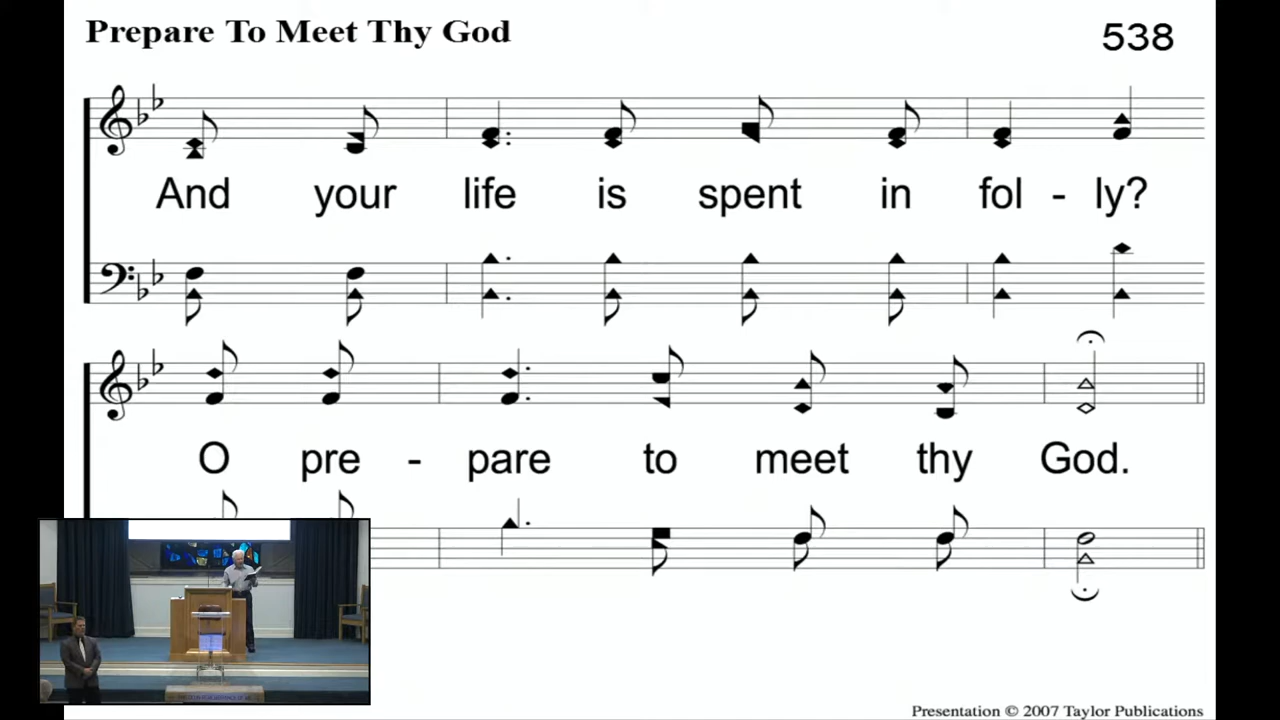 Prepare To Meet Thy God
538
And your life is spent in fol - ly?
O pre - pare to meet thy God.
Presentation © 2007 Taylor Publications